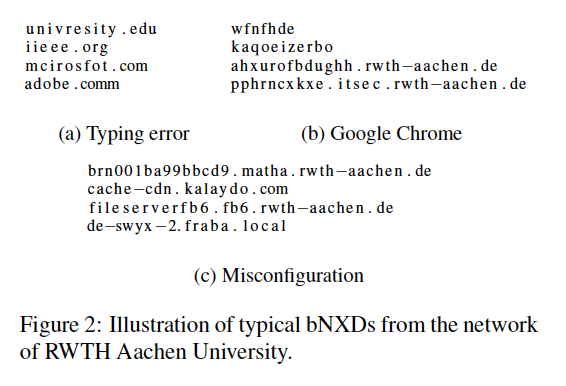 univresity.edu
iieee.org
mcirosfot.com
adobe.comm
(a) Typing error
wfnfhde
kaqoeizerbo
ahxurofbdughh.rwth−aachen.de
pphrncxkxe.itsec.rwth−aachen.de
(b) Google Chrome
brn001ba99bbcd9.matha.rwth−aachen.de
cache−cdn.kalaydo.com
fileserverfb6.fb6.rwth−aachen.de
de−swyx−2.fraba.local
(c) Misconfiguration
Figure 2: Illustration of typical bNXDs from the network
of RWTH Aachen University.